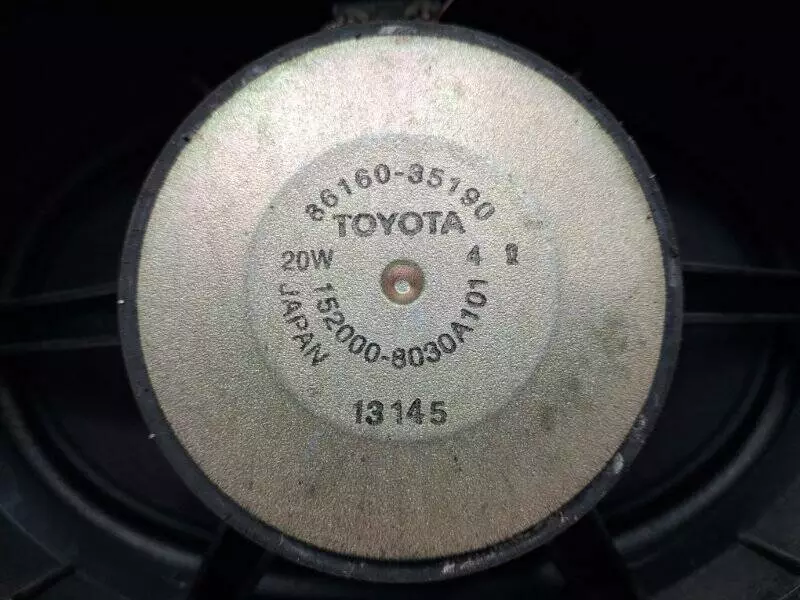 86160-35190
TOYOTA
20W 4 Ω
152000-8030A101
JAPAN
13145